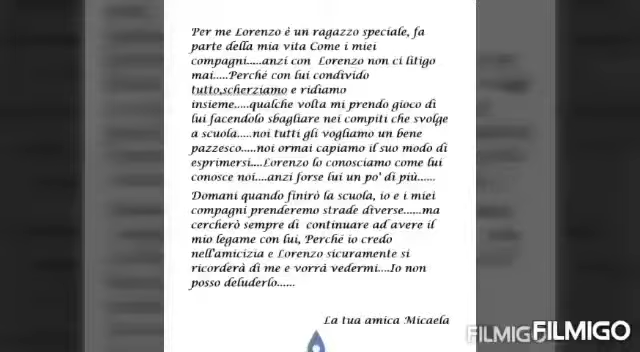 Per me Lorenzo è un ragazzo speciale, fa
parte della mia vita Come i miei
compagni.....anzi con Lorenzo non ci litigo
mai.....Perché con lui condivido
tutto,scherziamo e ridiamo
insieme.....qualche volta mi prendo gioco di
lui facendolo sbagliare nei compiti che svolge
a scuola.....noi tutti gli vogliamo un bene
pazzesco.....noi ormai capiamo il suo modo di
esprimersi....Lorenzo lo conosciamo come lui
conosce noi....anzi forse lui un po' di più......
Domani quando finirò la scuola, io e i miei
compagni prenderemo strade diverse......ma
cercherò sempre di continuare ad avere il
mio legame con lui, Perché io credo
nell'amicizia e Lorenzo sicuramente si
ricorderà di me e vorrà vedermi....Io non
posso deluderlo......
La tua amica Micaela
FILMIGO
FILMIGO